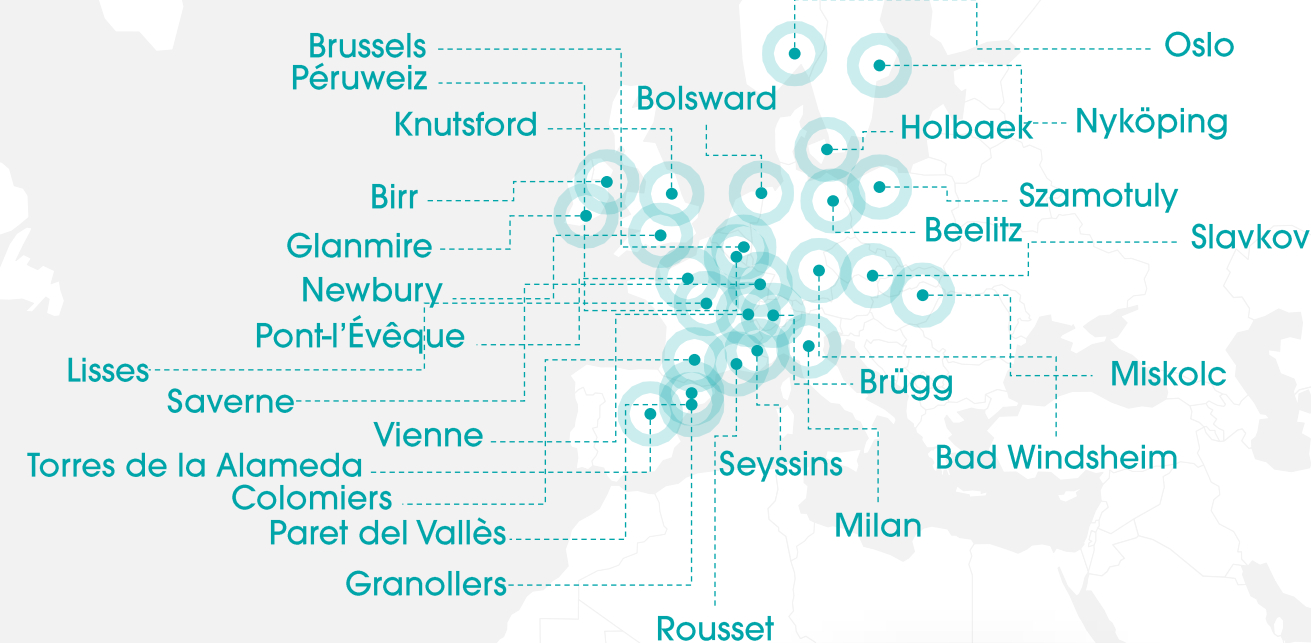 Oslo
Brussels
Péruweiz
Bolsward
Knutsford
Nyköping
Holbaek
Birr
Szamotuly
Beelitz
Slavkov
Glanmire
Newbury
Pont-l’Évêque
Lisses
Miskolc
Brügg
Saverne
Vienne
Bad Windsheim
Torres de la Alameda
Seyssins
Colomiers
Milan
Paret del Vallès
Granollers
Rousset